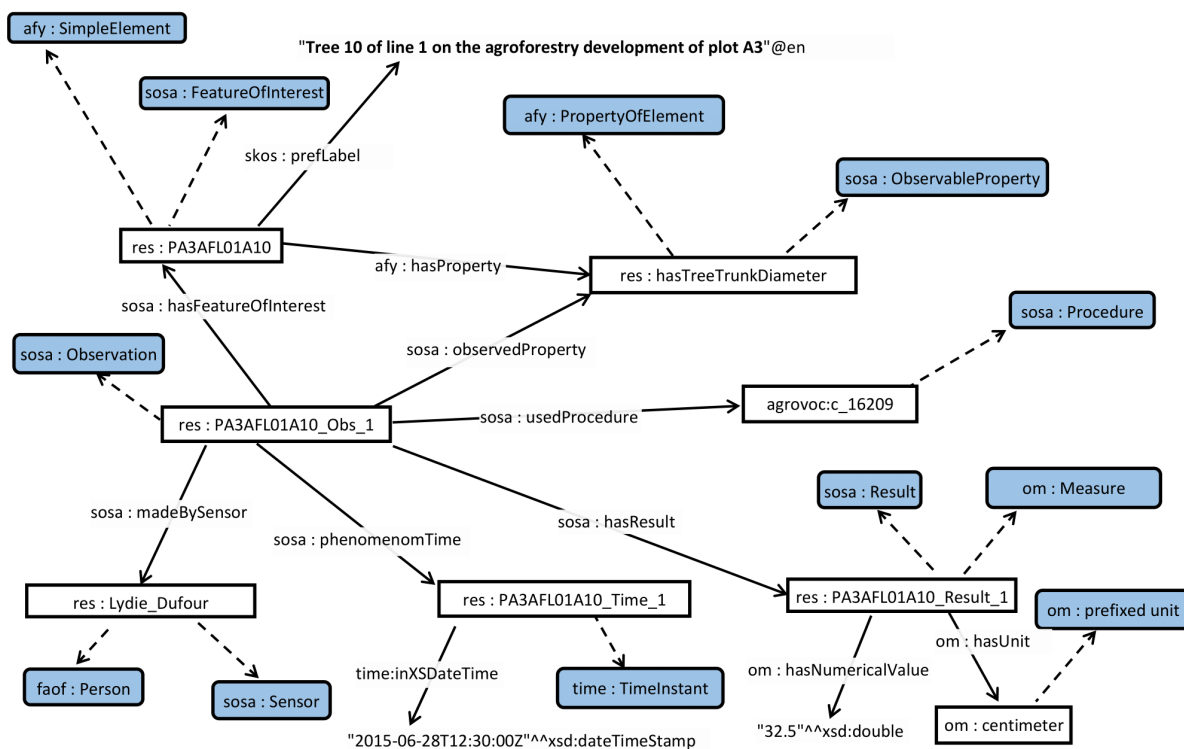 afy : SimpleElement
"Tree 10 of line 1 on the agroforestry development of plot A3"@en
sosa : FeatureOfInterest
afy : PropertyOfElement
skos : prefLabel
sosa : ObservableProperty
res : PA3AFL01A10
afy : hasProperty
res : hasTreeTrunkDiameter
sosa : hasFeatureOfInterest
sosa : Procedure
sosa : Observation
sosa : observedProperty
agrovoc:c_16209
sosa : usedProcedure
res : PA3AFL01A10_Obs_1
sosa : Result
om : Measure
sosa : madeBySensor
sosa : hasResult
sosa : phenomenomTime
res : Lydie_Dufour
res : PA3AFL01A10_Time_1
res : PA3AFL01A10_Result_1
om : prefixed unit
om : hasUnit
time:inXSDateTime
om : hasNumericalValue
faof : Person
sosa : Sensor
time : TimeInstant
om : centimeter
"32.5"^^xsd:double
"2015-06-28T12:30:00Z"^^xsd:dateTimeStamp